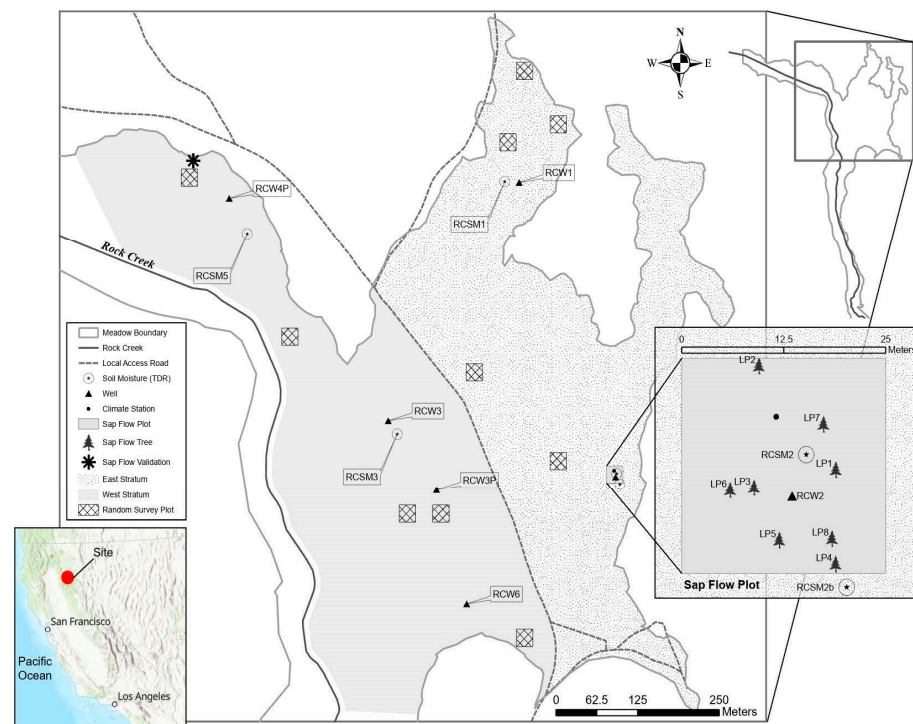 N
W E
S
RCW4P
RCW1
RCSM1
RCSM5
Rock Creek
Meadow Boundary
Rock Creek
Local Access Road
Soil Moisture (TDR)
Well
Climate Station
Sap Flow Plot
Sap Flow Tree
Sap Flow Validation
East Stratum
West Stratum
Random Survey Plot
RCW3
RCSM3
RCW3P
RCW6
0 12.5 25
Meters
LP2
LP7
RCSM2
LP1
LP6
LP3
RCW2
LP5
LP8
LP4
Sap Flow Plot
RCSM2b
Site
San Francisco
Pacific
Ocean
Los Angeles
0 62.5 125 250
Meters